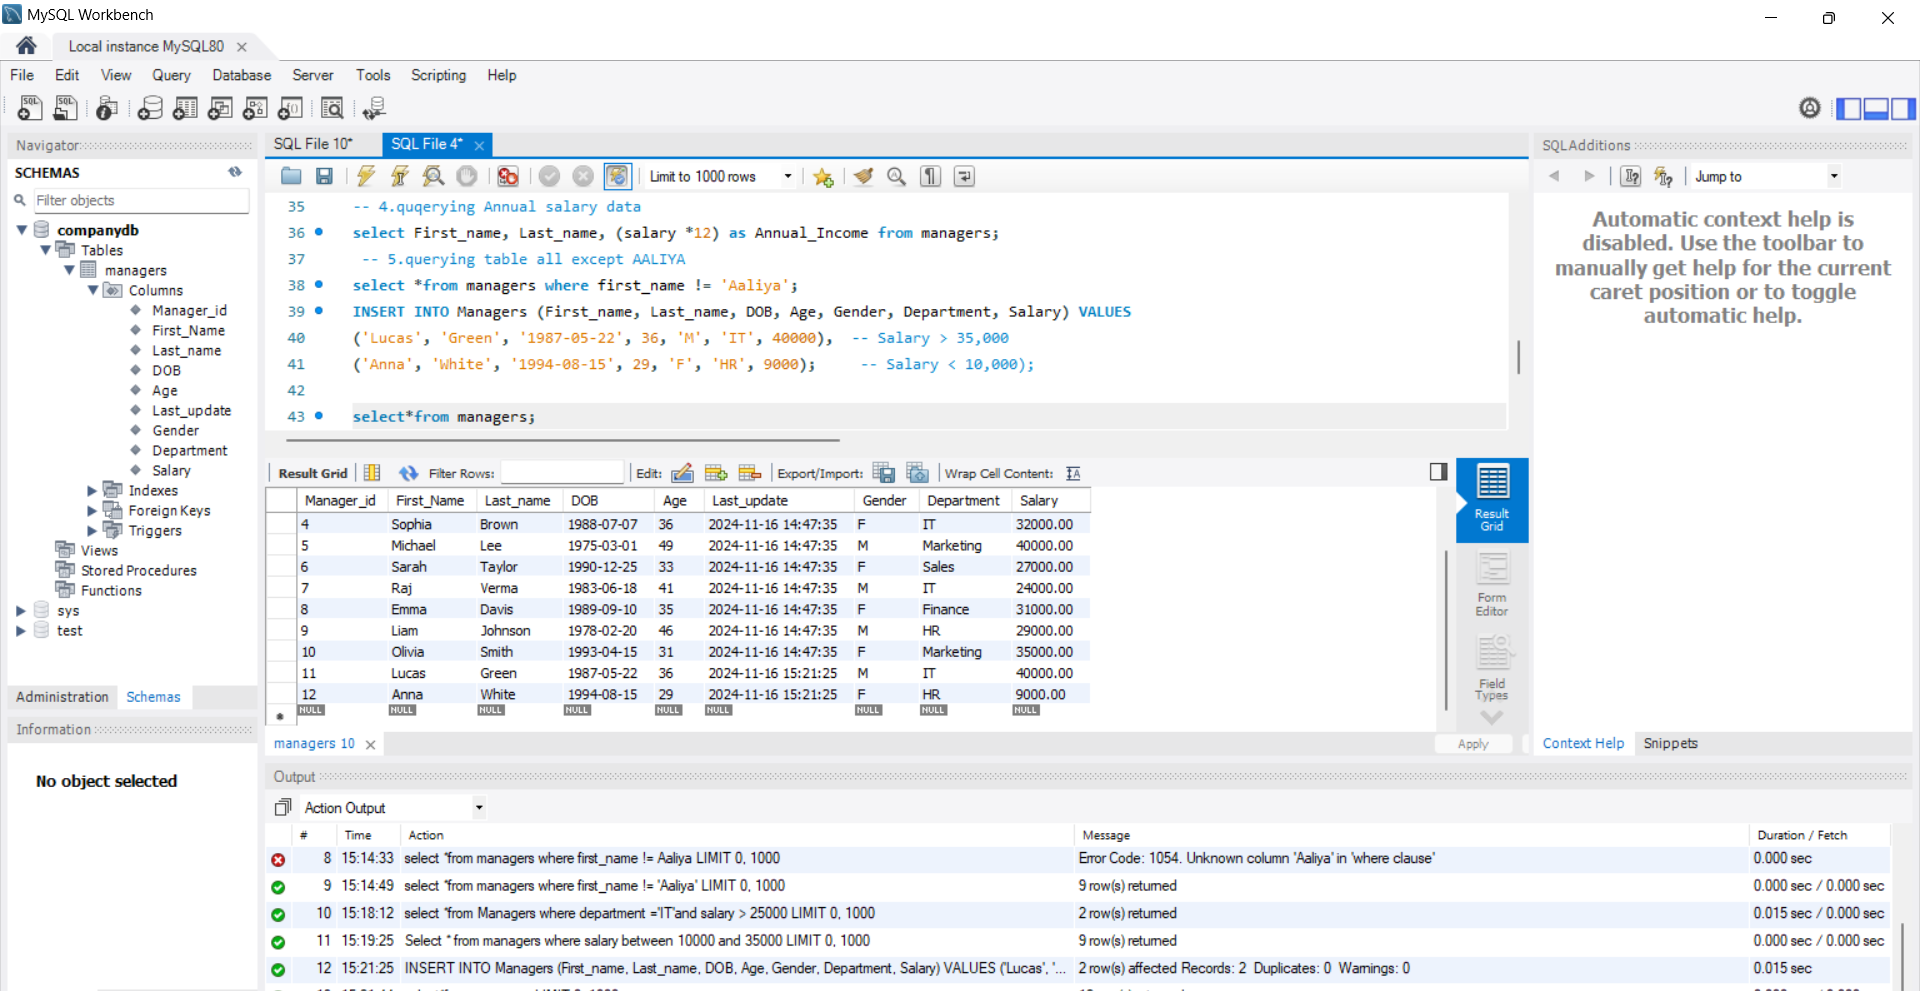 MySQL Workbench
Local instance MySQL80
File Edit View Query Database Server Tools Scripting Help
Navigator
SCHEMAS
Filter objects
companydb
Tables
managers
Columns
Manager_id
First_Name
Last_name
DOB
Age
Last_update
Gender
Department
Salary
Indexes
Foreign Keys
Triggers
Views
Stored Procedures
Functions
sys
test
Administration Schemas
Information
No object selected
SQL File 10* SQL File 4*
Limit to 1000 rows
35 -- 4.quqerying Annual salary data
36 select First_name, Last_name, (salary *12) as Annual_Income from managers;
37 -- 5.querying table all except AALIYA
38 select *from managers where first_name != 'Aaliya';
39 INSERT INTO Managers (First_name, Last_name, DOB, Age, Gender, Department, Salary) VALUES
40 ('Lucas', 'Green', '1987-05-22', 36, 'M', 'IT', 40000), -- Salary > 35,000
41 ('Anna', 'White', '1994-08-15', 29, 'F', 'HR', 9000); -- Salary < 10,000);
42
43 select*from managers;
Result Grid Filter Rows: Edit: Export/Import: Wrap Cell Content:
Manager_id First_Name Last_name DOB Age Last_update Gender Department Salary
4 Sophia Brown 1988-07-07 36 2024-11-16 14:47:35 F IT 32000.00
5 Michael Lee 1975-03-01 49 2024-11-16 14:47:35 M Marketing 40000.00
6 Sarah Taylor 1990-12-25 33 2024-11-16 14:47:35 F Sales 27000.00
7 Raj Verma 1983-06-18 41 2024-11-16 14:47:35 M IT 24000.00
8 Emma Davis 1989-09-10 35 2024-11-16 14:47:35 F Finance 31000.00
9 Liam Johnson 1978-02-20 46 2024-11-16 14:47:35 M HR 29000.00
10 Olivia Smith 1993-04-15 31 2024-11-16 14:47:35 F Marketing 35000.00
11 Lucas Green 1987-05-22 36 2024-11-16 15:21:25 M IT 40000.00
12 Anna White 1994-08-15 29 2024-11-16 15:21:25 F HR 9000.00
NULL NULL NULL NULL NULL NULL NULL NULL NULL
Result Grid
Form Editor
Field Types
managers 10
Apply
SQLAdditions
Jump to
Automatic context help is
disabled. Use the toolbar to
manually get help for the current
caret position or to toggle
automatic help.
Context Help Snippets
Output
Action Output
# Time Action Message Duration / Fetch
8 15:14:33 select *from managers where first_name != Aaliya LIMIT 0, 1000 Error Code: 1054. Unknown column 'Aaliya' in 'where clause' 0.000 sec
9 15:14:49 select *from managers where first_name != 'Aaliya' LIMIT 0, 1000 9 row(s) returned 0.000 sec / 0.000 sec
10 15:18:12 select *from Managers where department ='IT'and salary > 25000 LIMIT 0, 1000 2 row(s) returned 0.015 sec / 0.000 sec
11 15:19:25 Select * from managers where salary between 10000 and 35000 LIMIT 0, 1000 9 row(s) returned 0.000 sec / 0.000 sec
12 15:21:25 INSERT INTO Managers (First_name, Last_name, DOB, Age, Gender, Department, Salary) VALUES ('Lucas', '... 2 row(s) affected Records: 2 Duplicates: 0 Warnings: 0 0.015 sec